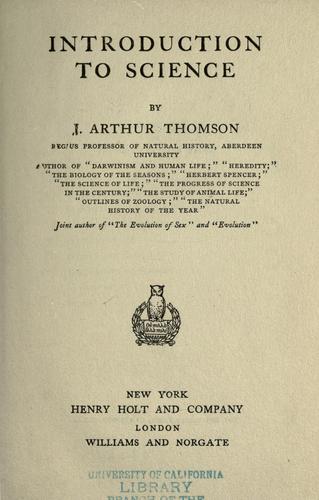 INTRODUCTION
TO SCIENCE
BY
J. ARTHUR THOMSON
REGIUS PROFESSOR OF NATURAL HISTORY, ABERDEEN
UNIVERSITY
AUTHOR OF "DARWINISM AND HUMAN LIFE;" "HEREDITY;"
"THE BIOLOGY OF THE SEASONS;" "HERBERT SPENCER;"
"THE SCIENCE OF LIFE;" "THE PROGRESS OF SCIENCE
IN THE CENTURY;" "THE STUDY OF ANIMAL LIFE;"
"OUTLINES OF ZOOLOGY;" "THE NATURAL
HISTORY OF THE YEAR"
Joint author of "The Evolution of Sex" and "Evolution"
NEW YORK
HENRY HOLT AND COMPANY
LONDON
WILLIAMS AND NORGATE
UNIVERSITY OF CALIFORNIA
LIBRARY
BRANCH OF THE